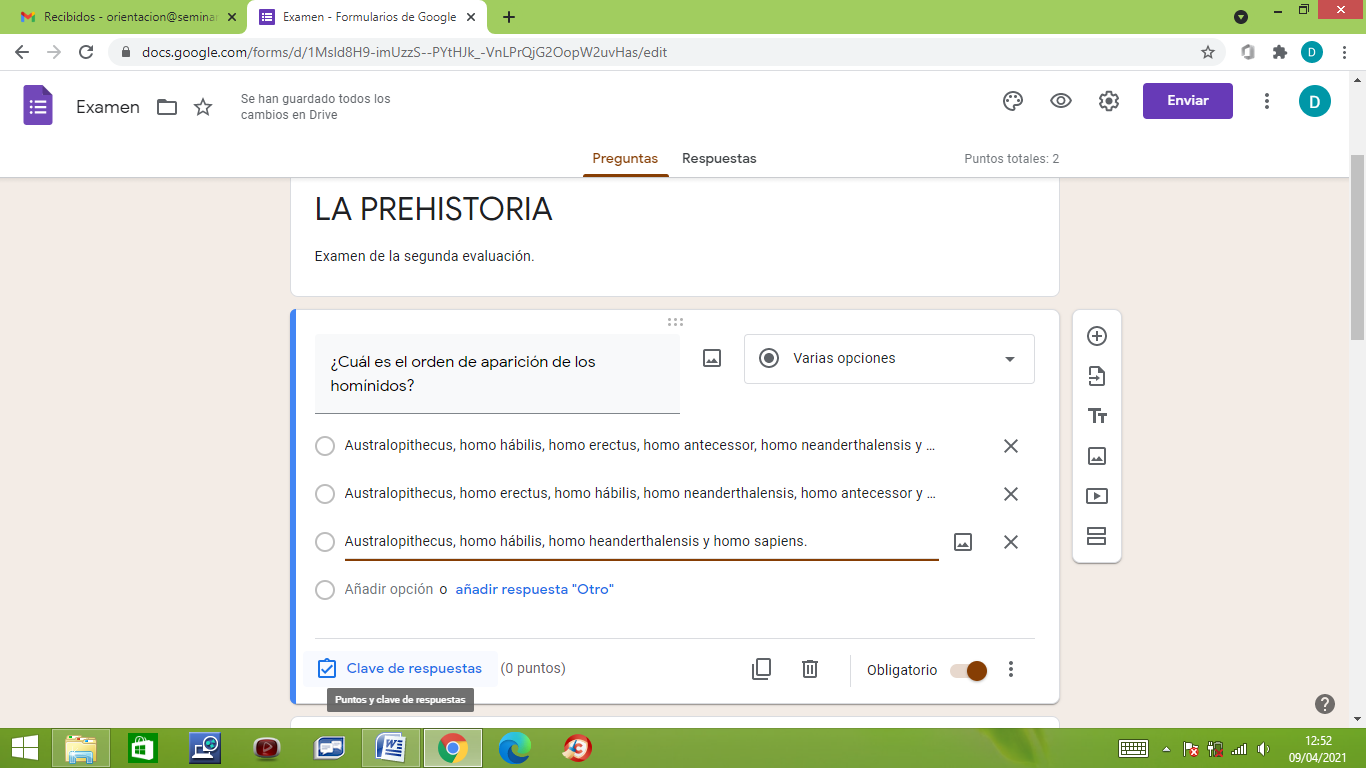 Recibidos - orientacion@semina
Examen - Formularios de Google
docs.google.com/forms/d/1Msld8H9-imUzzS--PYtHJk_-VnLPrQjG2OopW2uvHas/edit
D
Examen
Se han guardado todos los
cambios en Drive
Enviar
D
Preguntas
Respuestas
Puntos totales: 2
LA PREHISTORIA
Examen de la segunda evaluación.
¿Cuál es el orden de aparición de los
homínidos?
Varias opciones
Tт
Australopithecus, homo hábilis, homo erectus, homo antecessor, homo neanderthalensis y ...
Australopithecus, homo erectus, homo hábilis, homo neanderthalensis, homo antecessor y ...
Australopithecus, homo hábilis, homo heanderthalensis y homo sapiens.
Añadir opción o añadir respuesta "Otro"
Clave de respuestas (0 puntos)
Obligatorio
Puntos y clave de respuestas
12:52
09/04/2021